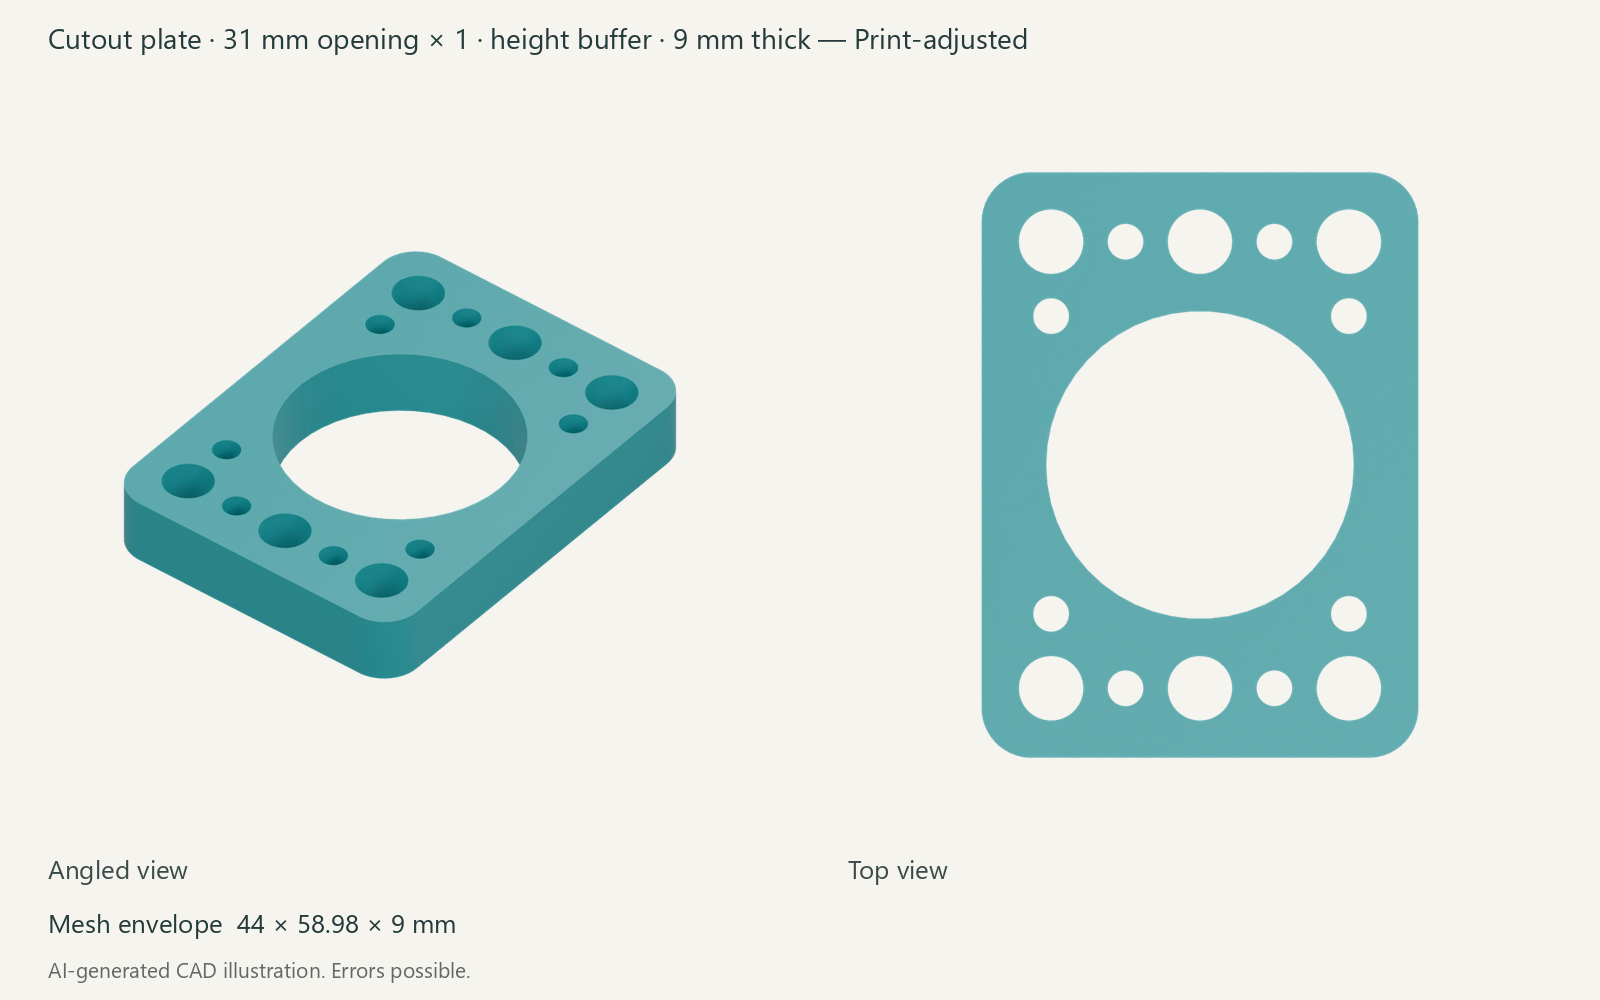 Cutout plate · 31 mm opening × 1 · height buffer · 9 mm thick — Print-adjusted
Angled view
Top view
Mesh envelope 44 × 58.98 × 9 mm
AI-generated CAD illustration. Errors possible.